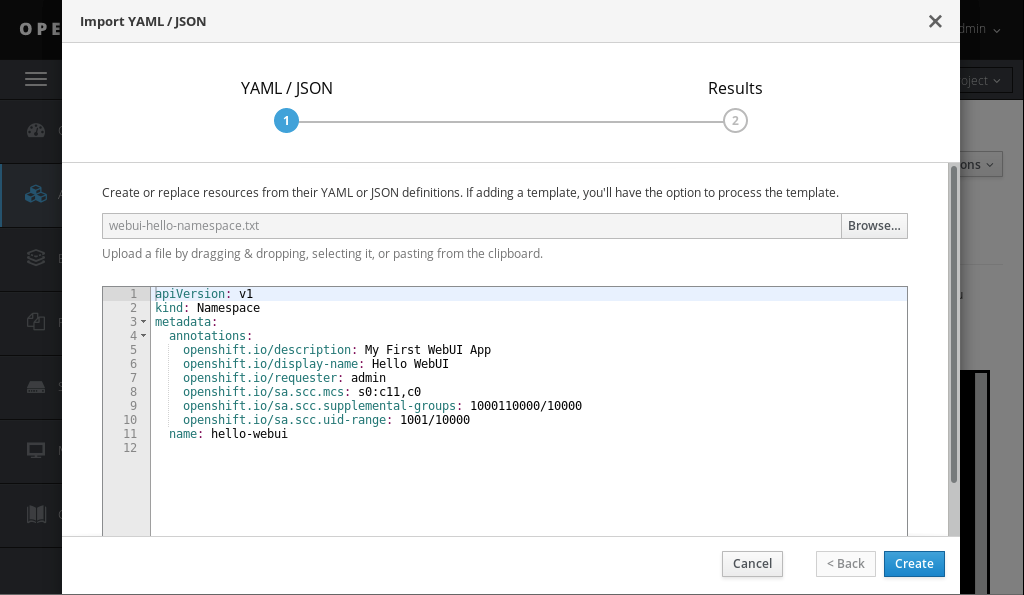 Import YAML / JSON
OPE
dmin
oject
YAML / JSON
Results
1
2
ons
Create or replace resources from their YAML or JSON definitions. If adding a template, you'll have the option to process the template.
webui-hello-namespace.txt
Browse...
Upload a file by dragging & dropping, selecting it, or pasting from the clipboard.
1 apiVersion: v1
2 kind: Namespace
3 metadata:
4 annotations:
5 openshift.io/description: My First WebUI App
6 openshift.io/display-name: Hello WebUI
7 openshift.io/requester: admin
8 openshift.io/sa.scc.mcs: s0:c11,c0
9 openshift.io/sa.scc.supplemental-groups: 1000110000/10000
10 openshift.io/sa.scc.uid-range: 1001/10000
11 name: hello-webui
12
Cancel
< Back
Create